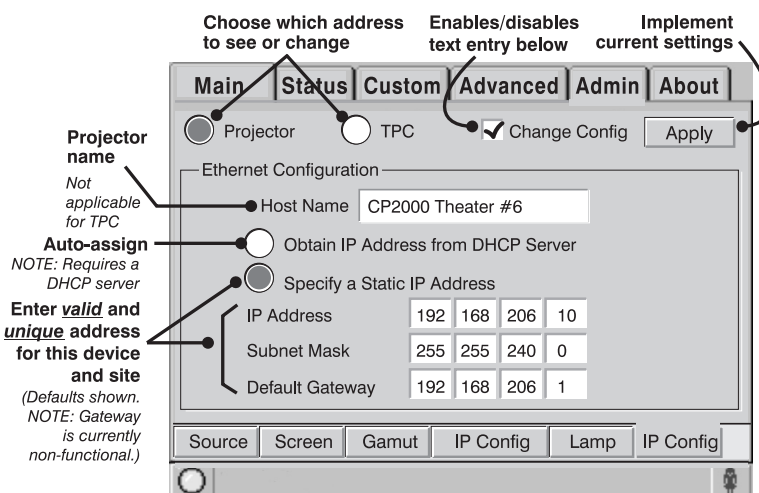 Choose which address
to see or change
Enables/disables
text entry below
Implement
current settings
Main Status Custom Advanced Admin About
Projector TPC Change Config Apply
Projector
name
Not
applicable
for TPC
Ethernet Configuration
Host Name CP2000 Theater #6
Auto-assign
NOTE: Requires a
DHCP server
Obtain IP Address from DHCP Server
Specify a Static IP Address
Enter valid and
unique address
for this device
and site
(Defaults shown.
NOTE: Gateway
is currently
non-functional.)
IP Address 192 168 206 10
Subnet Mask 255 255 240 0
Default Gateway 192 168 206 1
Source Screen Gamut IP Config Lamp IP Config